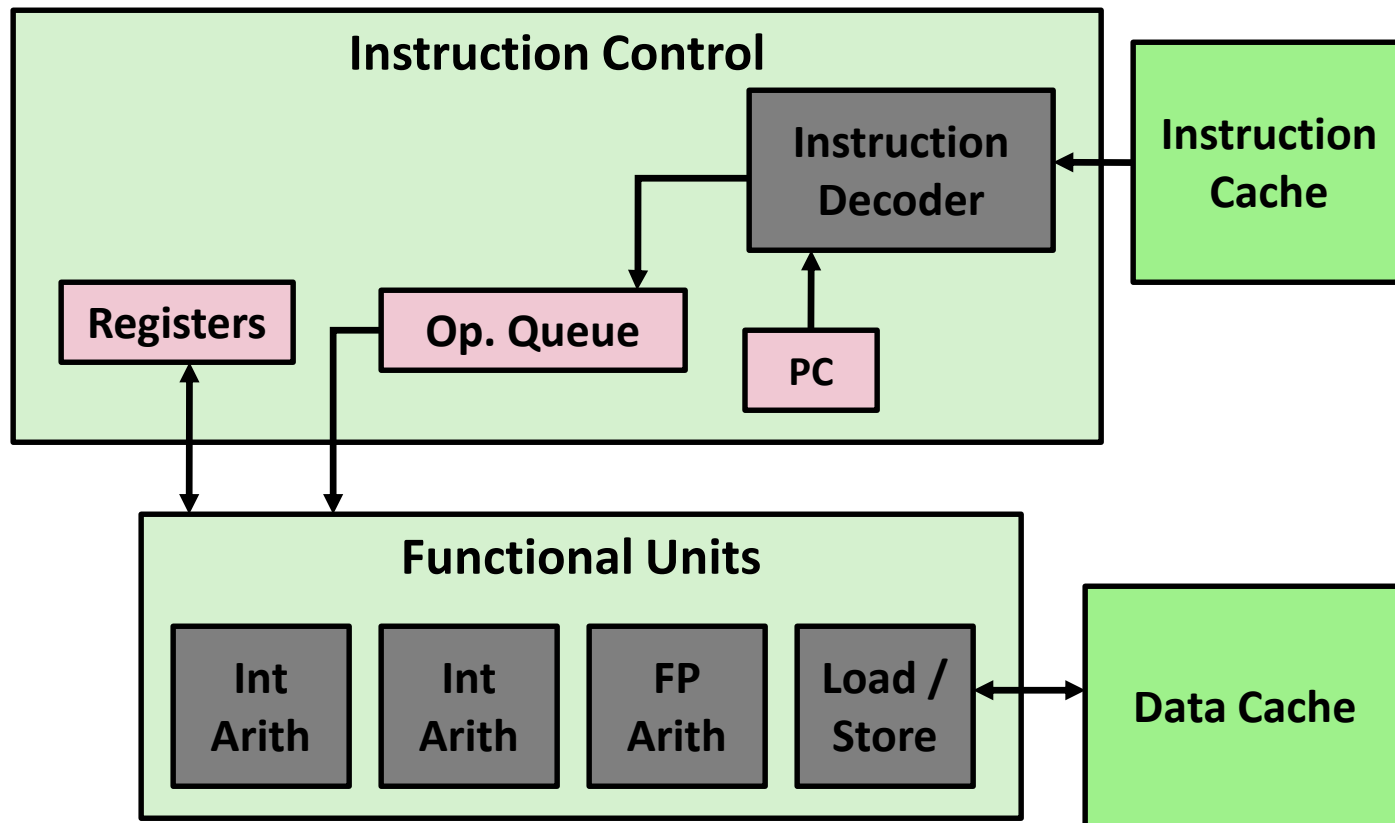 Instruction Control
Instruction
Decoder
Instruction
Cache
Registers
Op. Queue
PC
Functional Units
Int
Arith
Int
Arith
FP
Arith
Load /
Store
Data Cache